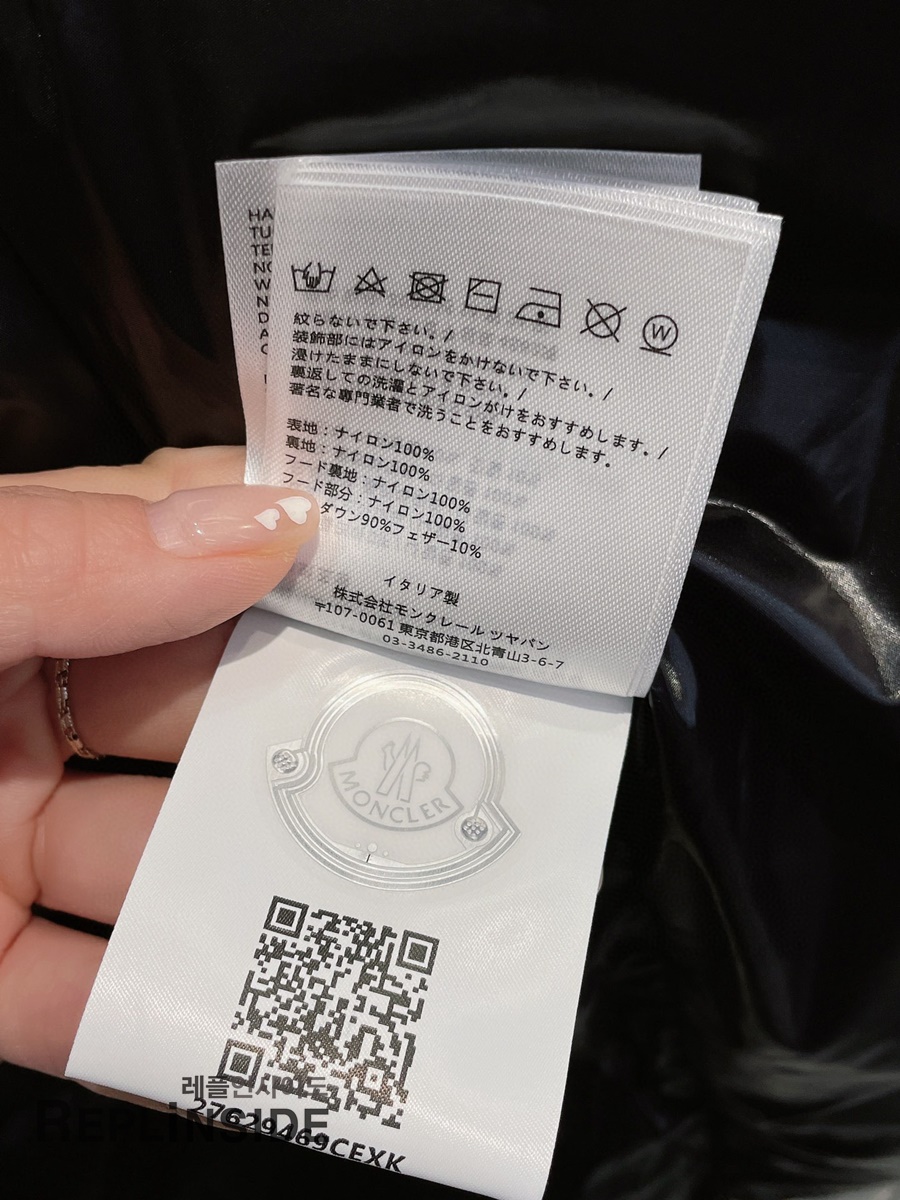 HA
TU
TE
NO
W
N
D
A
C
W
絞らないで下さい。/
装飾部にはアイロンをかけないで下さい。/
浸けたままにしないで下さい。/
裏返しての洗濯とアイロンがけをおすすめします。/
著名な専門業者で洗うことをおすすめします。
表地：ナイロン100%
裏地：ナイロン100%
フード裏地：ナイロン100%
フード部分：ナイロン100%
ダウン90%フェザー10%
イタリア製
株式会社モンクレール ツヤパン
〒107-0061 東京都港区北青山3-6-7
03-3486-2110
MONCLER
레플인사이드
REPLiNSIDE
27629469CEXK